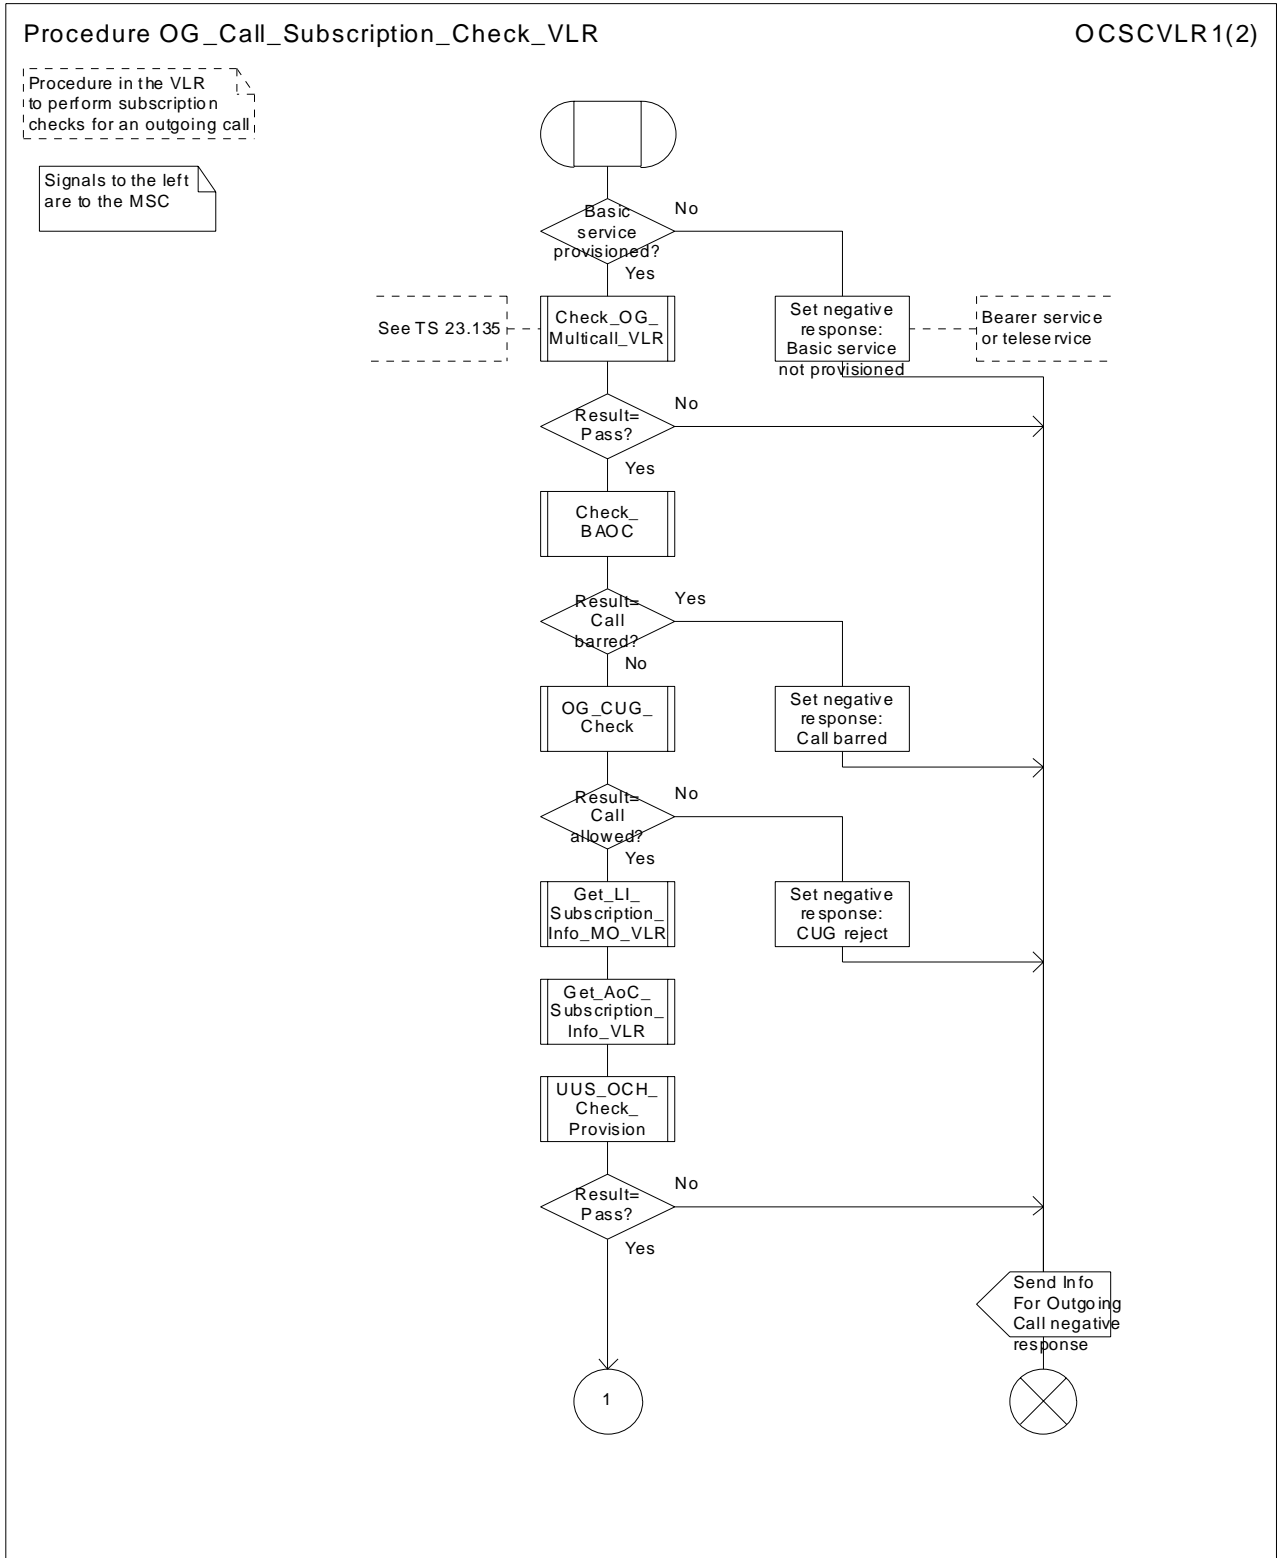 Procedure OG_Call_Subscription_Check_VLR
OCSCVLR1(2)
Procedure in the VLR
to perform subscription
checks for an outgoing call
Signals to the left
are to the MSC
Basic
service
provisioned?
No
Yes
See TS 23.135
Check_OG_
Multicall_VLR
Set negative
response:
Basic service
not provisioned
Bearer service
or teleservice
Result=
Pass?
No
Yes
Check_
BAOC
Result=
Call
barred?
Yes
No
OG_CUG_
Check
Set negative
response:
Call barred
Result=
Call
allowed?
No
Yes
Get_LI_
Subscription_
Info_MO_VLR
Set negative
response:
CUG reject
Get_AoC_
Subscription_
Info_VLR
UUS_OCH_
Check_
Provision
Result=
Pass?
No
Yes
Send Info
For Outgoing
Call negative
response
1